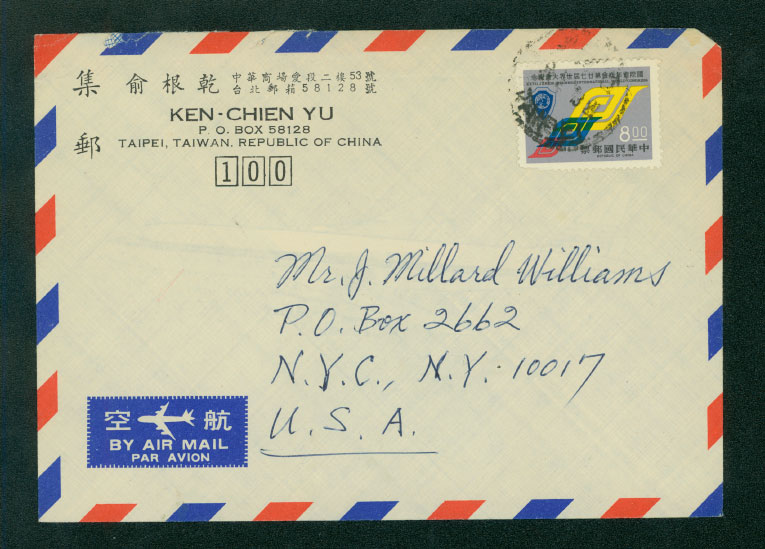 集 俞 根 乾 中華商場愛段二樓53號
台北郵箱58128號
郵
KEN-CHIEN YU
P. O. BOX 58128
TAIPEI, TAIWAN, REPUBLIC OF CHINA
100
8.00
票郵國民華中
REPUBLIC OF CHINA
Mr. J. Millard Williams
P.O. Box 2662
N.Y.C., N.Y. 10017
U. S. A.
空 航
BY AIR MAIL
PAR AVION